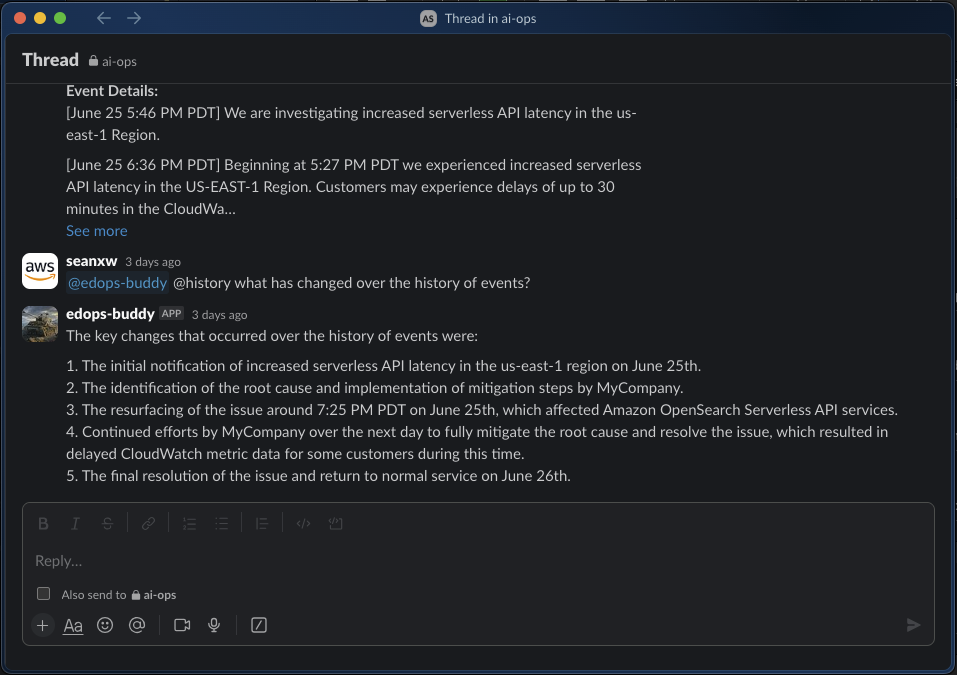 AS Thread in ai-ops
Thread ai-ops
Event Details:
[June 25 5:46 PM PDT] We are investigating increased serverless API latency in the us-
east-1 Region.
[June 25 6:36 PM PDT] Beginning at 5:27 PM PDT we experienced increased serverless
API latency in the US-EAST-1 Region. Customers may experience delays of up to 30
minutes in the CloudWa...
See more
aws
seanxw 3 days ago
@edops-buddy @history what has changed over the history of events?
edops-buddy APP 3 days ago
The key changes that occurred over the history of events were:
1. The initial notification of increased serverless API latency in the us-east-1 region on June 25th.
2. The identification of the root cause and implementation of mitigation steps by MyCompany.
3. The resurfacing of the issue around 7:25 PM PDT on June 25th, which affected Amazon OpenSearch Serverless API services.
4. Continued efforts by MyCompany over the next day to fully mitigate the root cause and resolve the issue, which resulted in
delayed CloudWatch metric data for some customers during this time.
5. The final resolution of the issue and return to normal service on June 26th.
B I S
Reply...
Also send to ai-ops
Aa